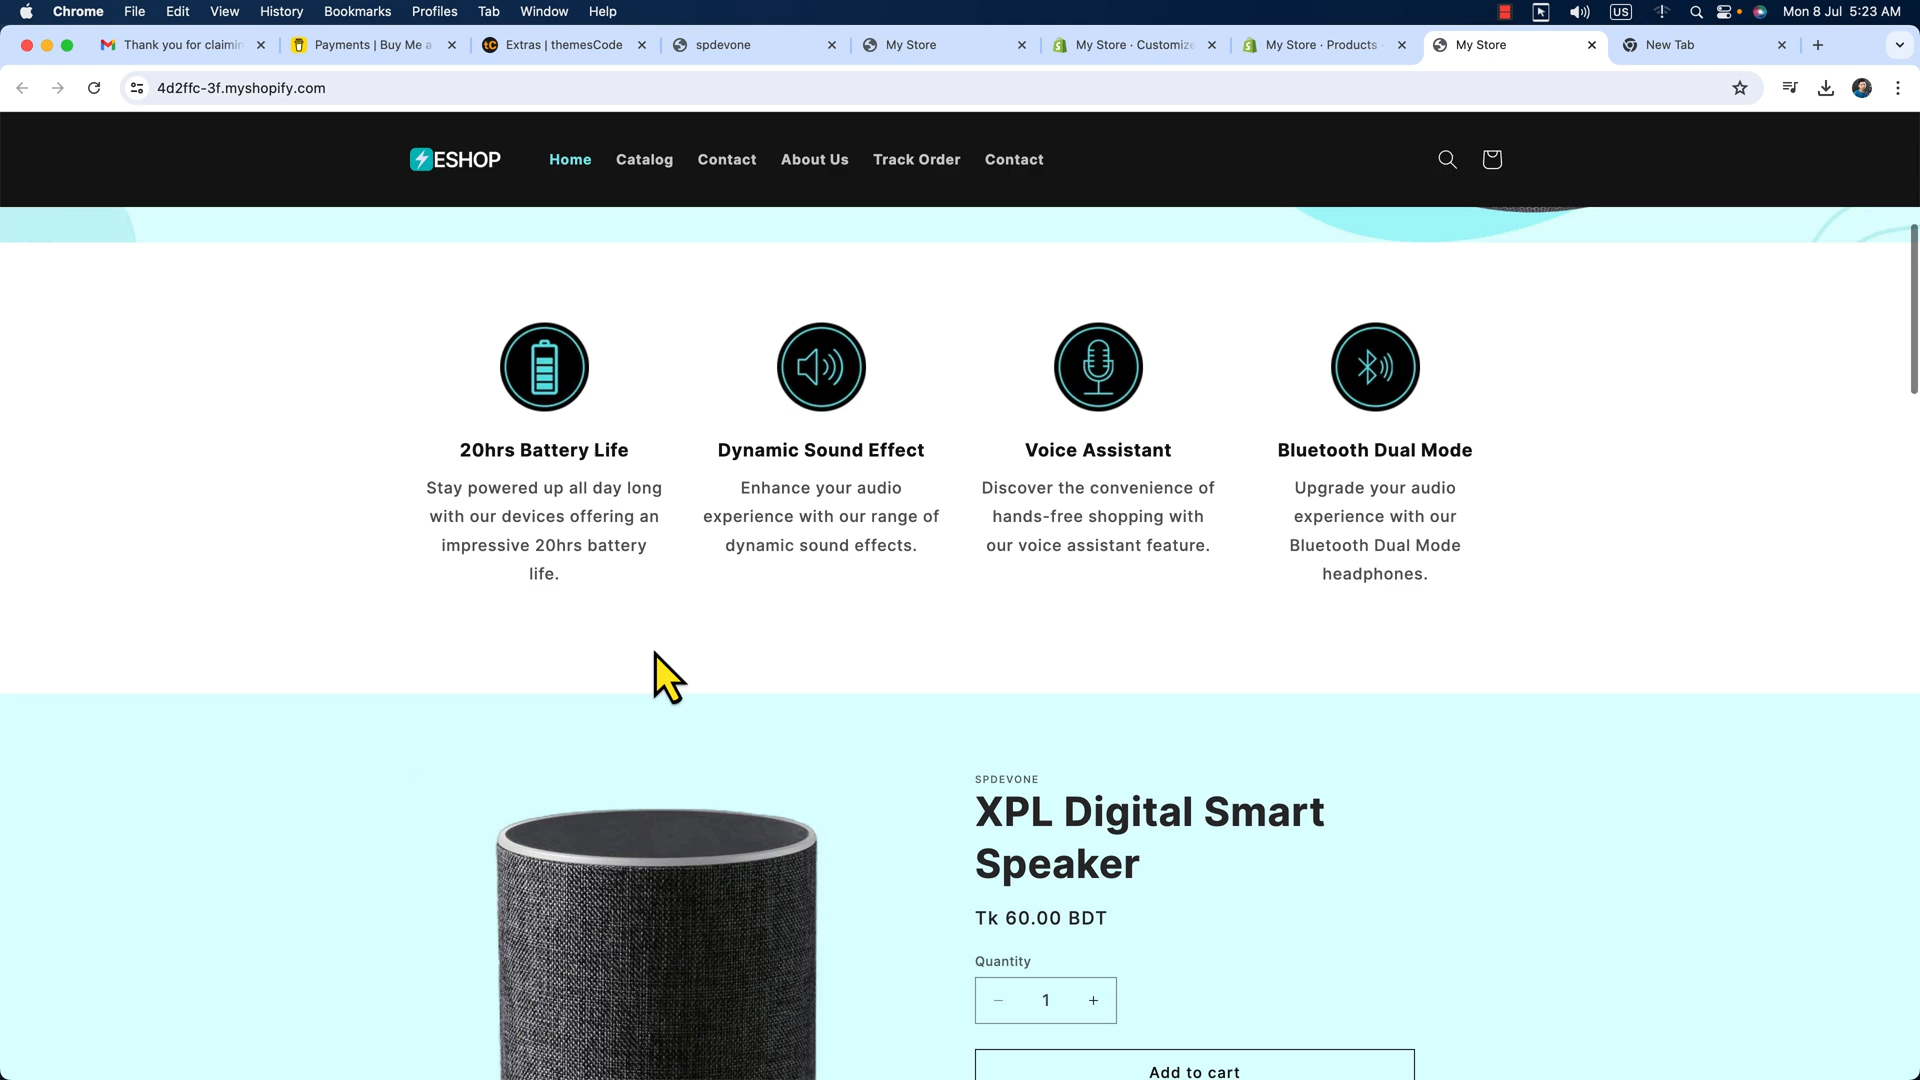 Chrome File Edit View History Bookmarks Profiles Tab Window Help US Mon 8 Jul 5:23 AM
Thank you for claimin Payments | Buy Me a tC Extras | themesCode spdevone My Store My Store · Customize My Store · Products · My Store New Tab
4d2ffc-3f.myshopify.com
ESHOP Home Catalog Contact About Us Track Order Contact
20hrs Battery Life
Stay powered up all day long
with our devices offering an
impressive 20hrs battery
life.
Dynamic Sound Effect
Enhance your audio
experience with our range of
dynamic sound effects.
Voice Assistant
Discover the convenience of
hands-free shopping with
our voice assistant feature.
Bluetooth Dual Mode
Upgrade your audio
experience with our
Bluetooth Dual Mode
headphones.
SPDEVONE
XPL Digital Smart
Speaker
Tk 60.00 BDT
Quantity
− 1 +
Add to cart